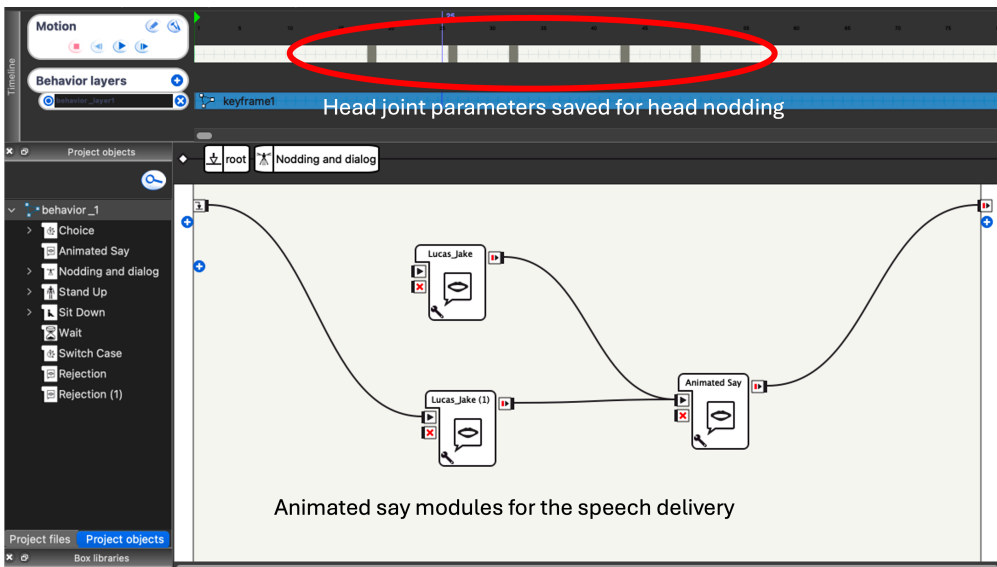 Motion
Timeline
Behavior layers
behavior_layer1
keyframe1
Head joint parameters saved for head nodding
Project objects
root
Nodding and dialog
behavior_1
Choice
Animated Say
Nodding and dialog
Stand Up
Sit Down
Wait
Switch Case
Rejection
Rejection (1)
Lucas_Jake
Lucas_Jake (1)
Animated Say
Animated say modules for the speech delivery
Project files
Project objects
Box libraries